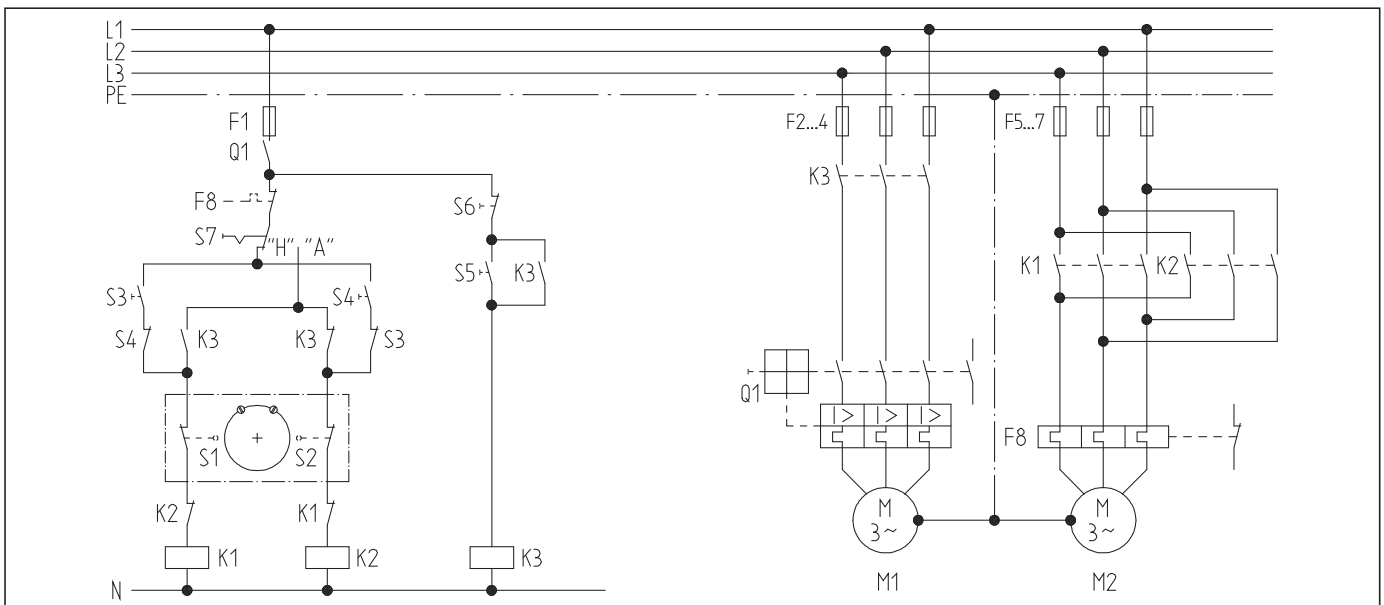 L1
L2
L3
PE
F1
Q1
F8
S7
"H" "A"
S3
S4
K3
K3
S4
S3
S1
S2
K2
K1
K1
K2
N
S6
S5
K3
K3
F2...4
K3
Q1
I> I> I>
M
3~
M1
F5...7
K1
K2
F8
M
3~
M2